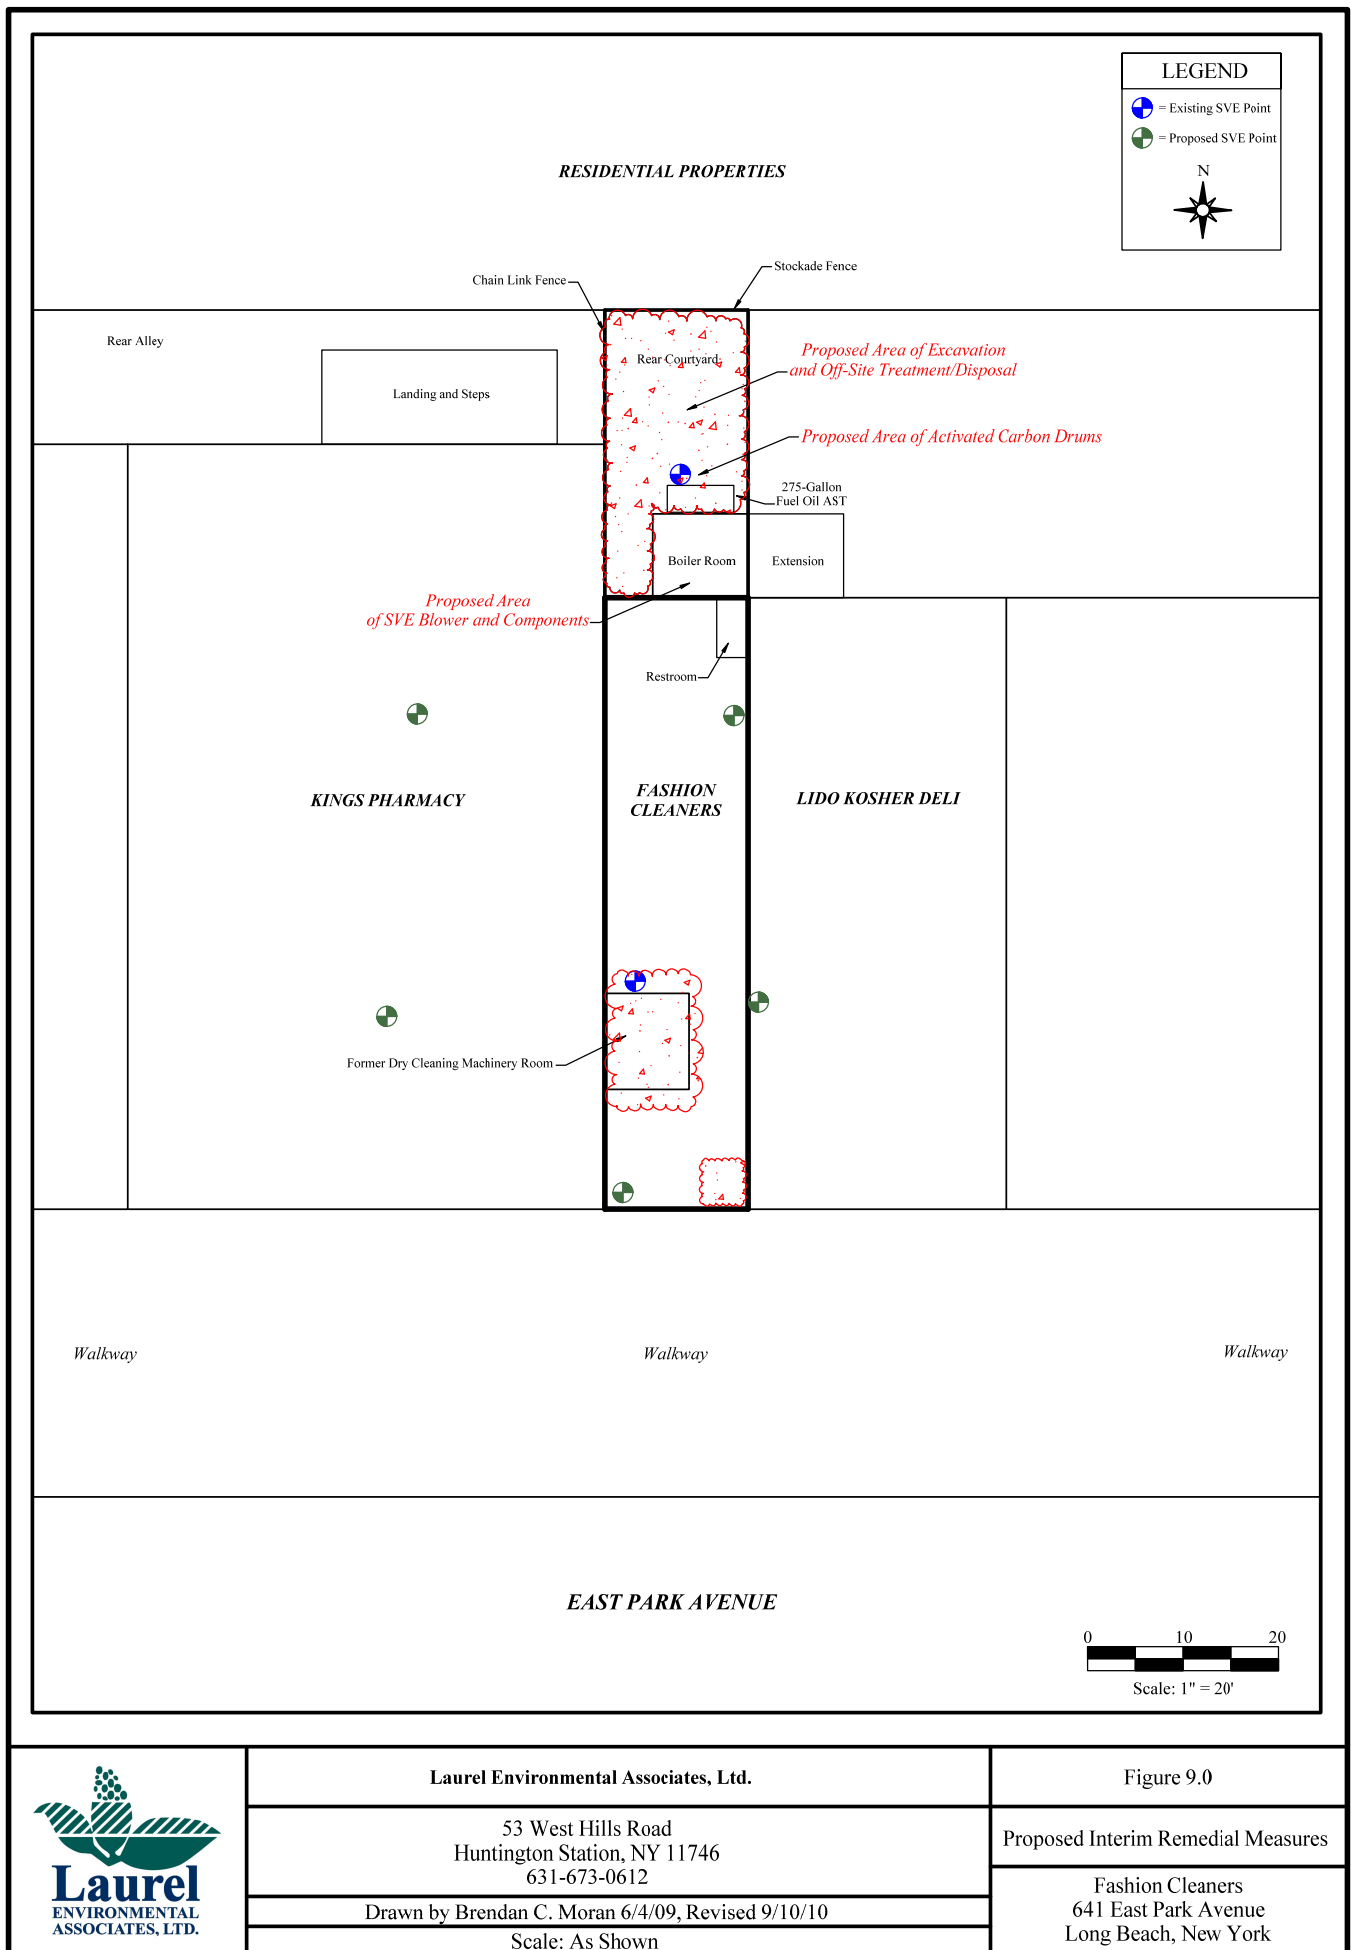 LEGEND
= Existing SVE Point
= Proposed SVE Point
N
RESIDENTIAL PROPERTIES
Stockade Fence
Chain Link Fence
Rear Alley
Landing and Steps
Rear Courtyard
Proposed Area of Excavation
and Off-Site Treatment/Disposal
Proposed Area of Activated Carbon Drums
275-Gallon
Fuel Oil AST
Boiler Room
Extension
Proposed Area
of SVE Blower and Components
Restroom
KINGS PHARMACY
FASHION
CLEANERS
LIDO KOSHER DELI
Former Dry Cleaning Machinery Room
Walkway
Walkway
Walkway
EAST PARK AVENUE
0 10 20
Scale: 1" = 20'
Laurel
ENVIRONMENTAL
ASSOCIATES, LTD.
Laurel Environmental Associates, Ltd.
53 West Hills Road
Huntington Station, NY 11746
631-673-0612
Drawn by Brendan C. Moran 6/4/09, Revised 9/10/10
Scale: As Shown
Figure 9.0
Proposed Interim Remedial Measures
Fashion Cleaners
641 East Park Avenue
Long Beach, New York